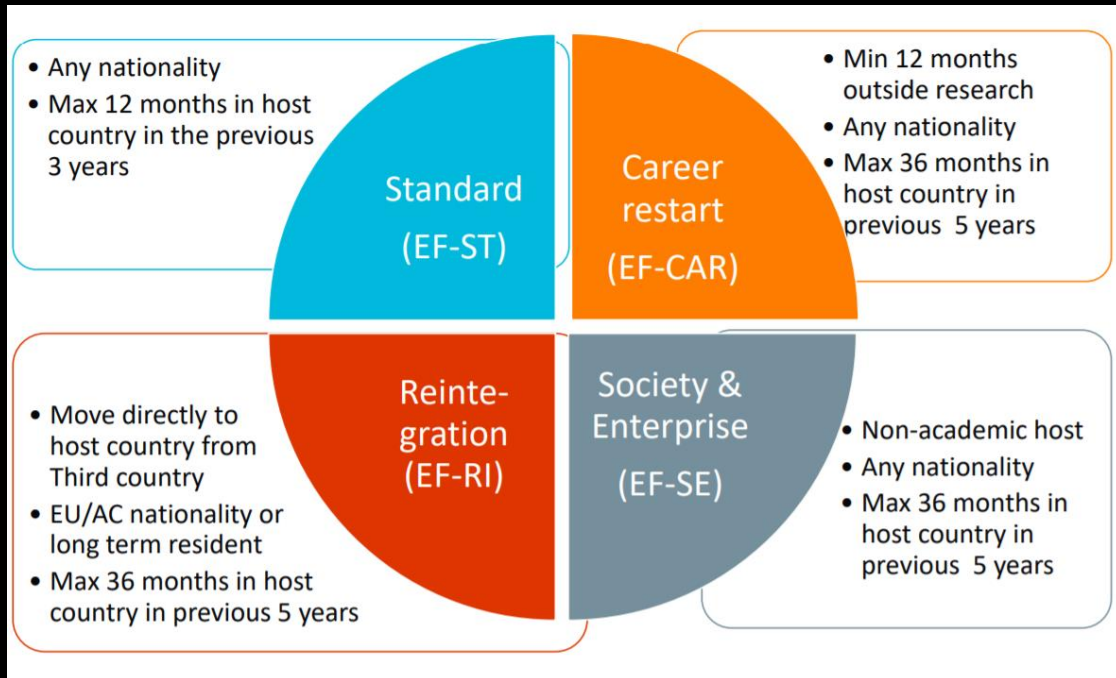 • Any nationality
• Max 12 months in host
country in the previous
3 years
Standard
(EF-ST)
Career
restart
(EF-CAR)
• Min 12 months
outside research
• Any nationality
• Max 36 months in
host country in
previous 5 years
• Move directly to
host country from
Third country
• EU/AC nationality or
long term resident
• Max 36 months in host
country in previous 5 years
Reinte-
gration
(EF-RI)
Society &
Enterprise
(EF-SE)
• Non-academic host
• Any nationality
• Max 36 months in
host country in
previous 5 years